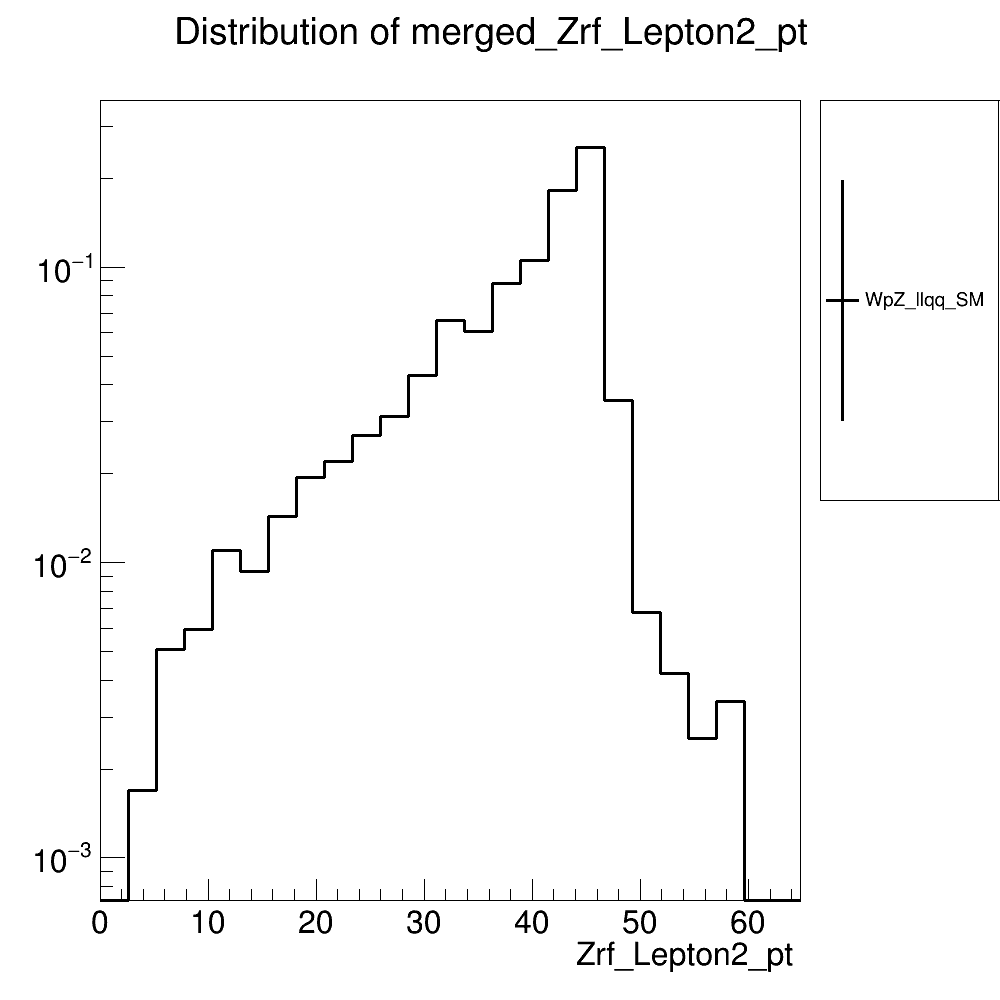 Distribution of merged_Zrf_Lepton2_pt
10⁻¹
10⁻²
10⁻³
0 10 20 30 40 50 60
Zrf_Lepton2_pt
WpZ_llqq_SM